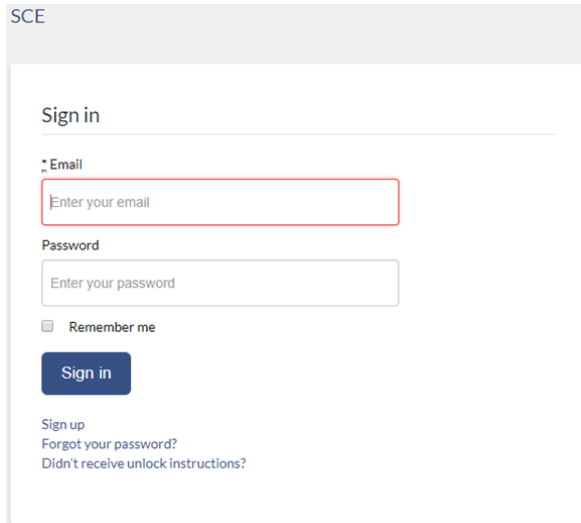 SCE
Sign in
* Email
Enter your email
Password
Enter your password
Remember me
Sign in
Sign up
Forgot your password?
Didn't receive unlock instructions?